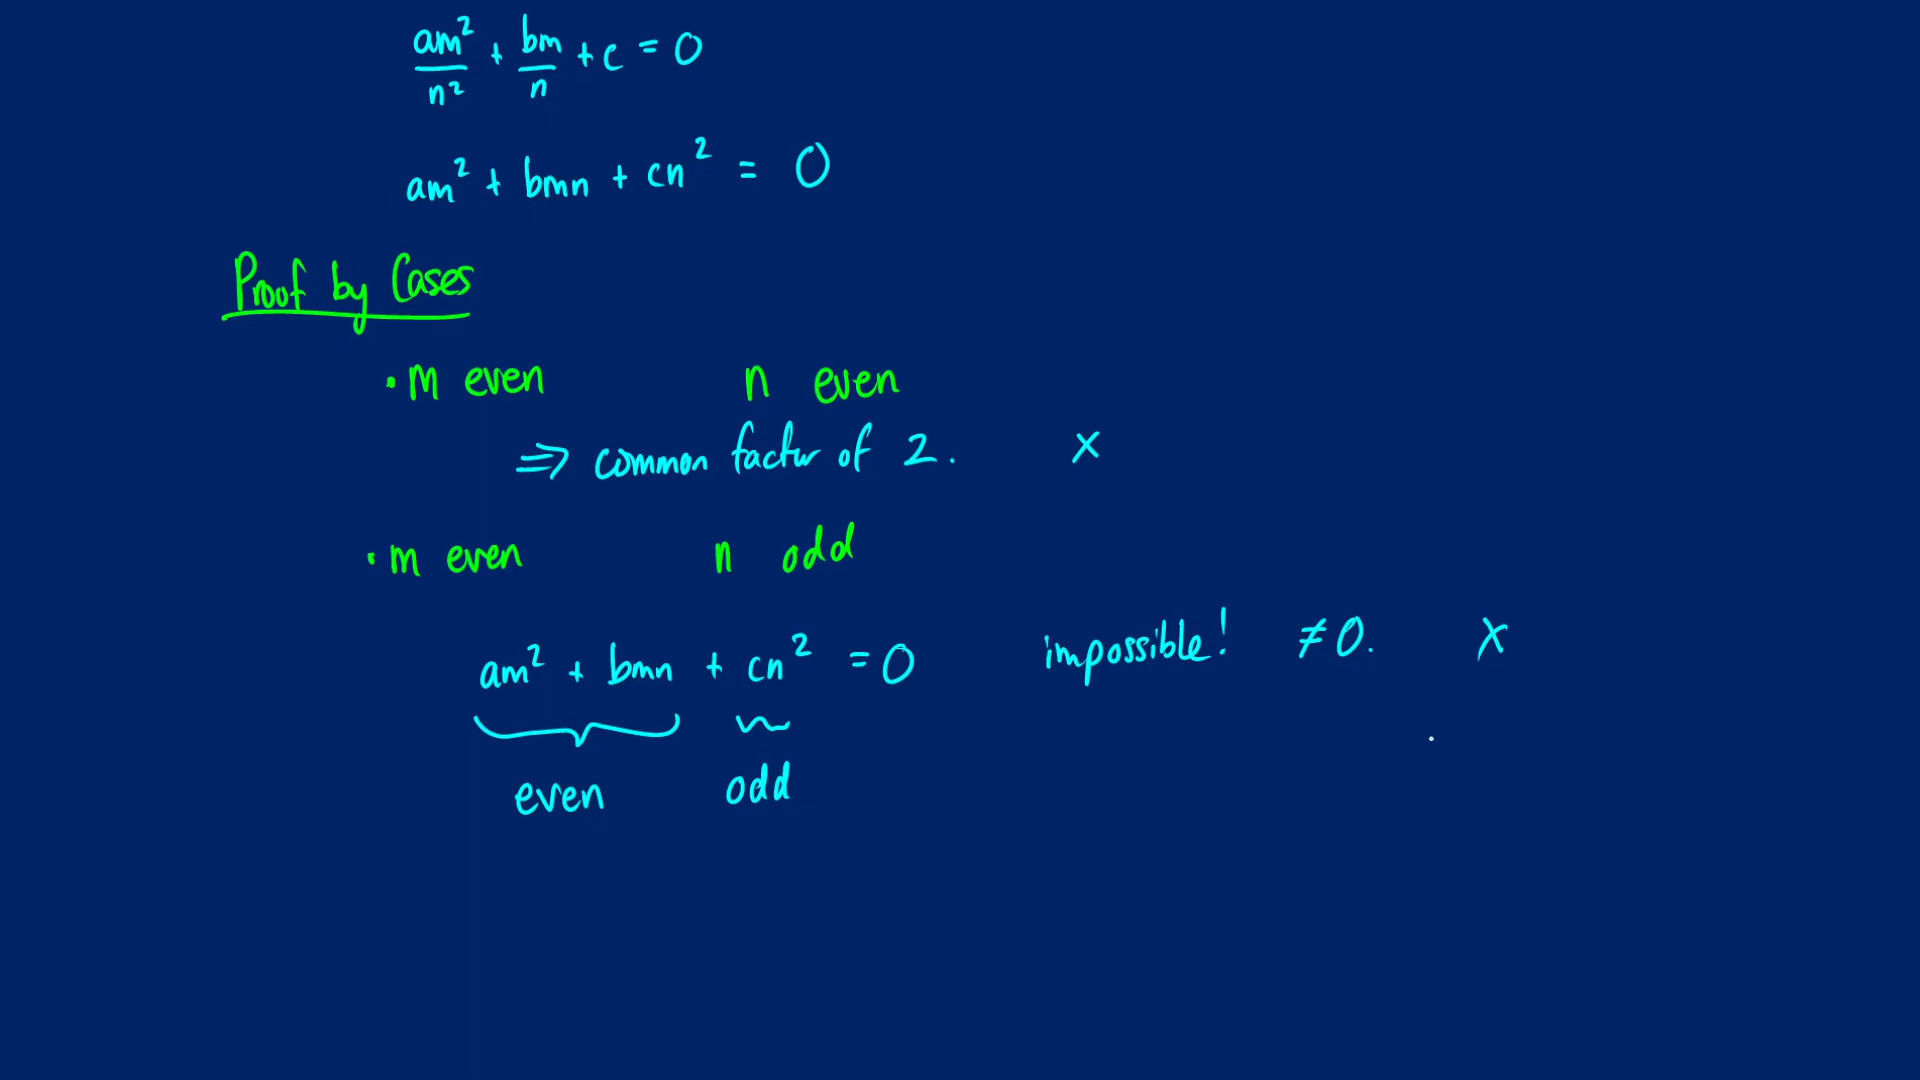 am²/n² + bm/n + c = 0
am² + bmn + cn² = 0
Proof by Cases
• m even n even
⇒ common factor of 2. x
• m even n odd
am² + bmn + cn² = 0 impossible! ≠ 0. x
even odd